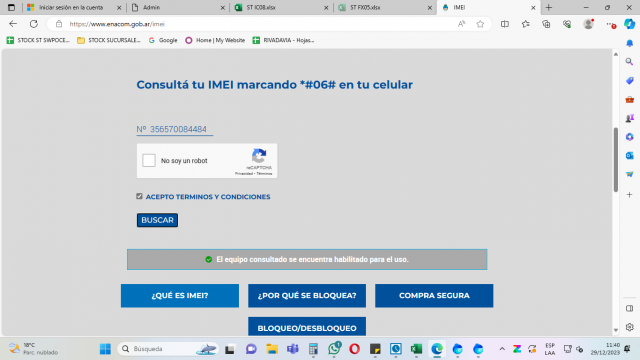 Iniciar sesión en la cuenta
Admin
ST IC08.xlsx
ST FX05.xlsx
IMEI
https://www.enacom.gob.ar/imei
STOCK ST SWPOCE...
STOCK SUCURSALE...
Google
Home | My Website
RIVADAVIA - Hojas...
Consultá tu IMEI marcando *#06# en tu celular
Nº 356570084484
No soy un robot
reCAPTCHA
Privacidad - Términos
ACEPTO TERMINOS Y CONDICIONES
BUSCAR
El equipo consultado se encuentra habilitado para el uso.
¿QUÉ ES IMEI?
¿POR QUÉ SE BLOQUEA?
COMPRA SEGURA
BLOQUEO/DESBLOQUEO
18°C
Parc. nublado
Búsqueda
ESP
LAA
11:40
29/12/2023